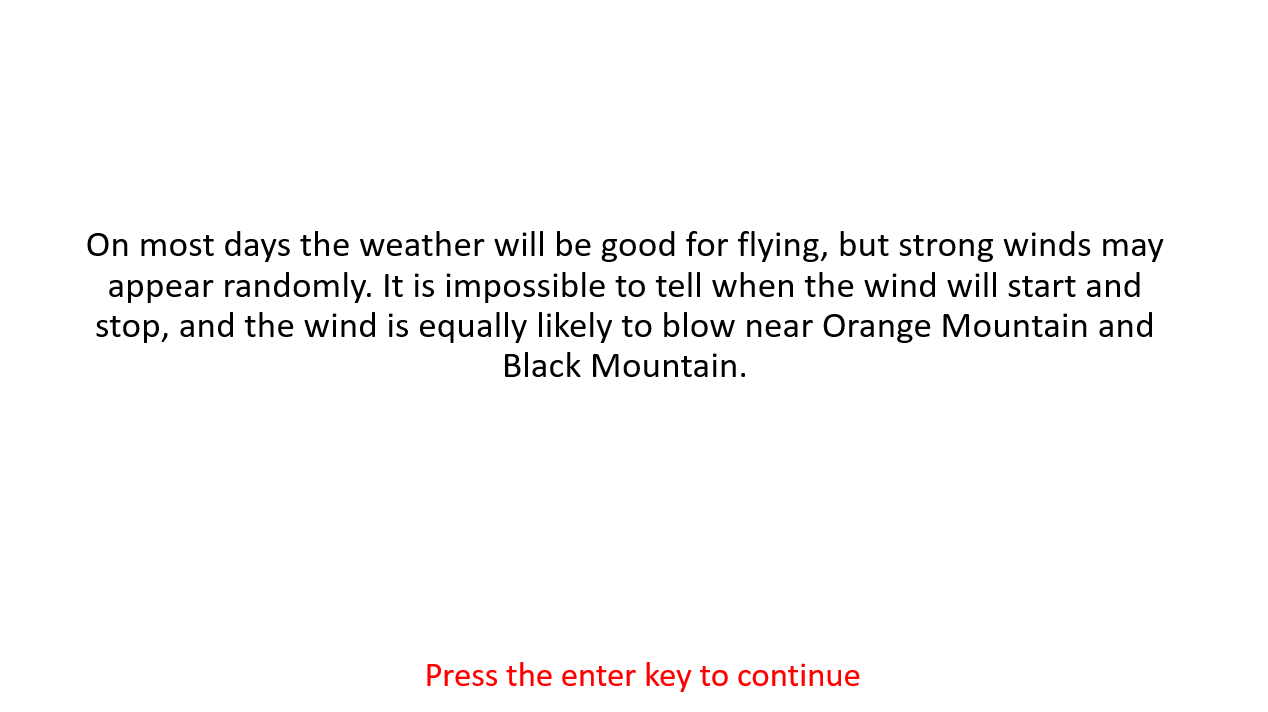 On most days the weather will be good for flying, but strong winds may
appear randomly. It is impossible to tell when the wind will start and
stop, and the wind is equally likely to blow near Orange Mountain and
Black Mountain.
Press the enter key to continue